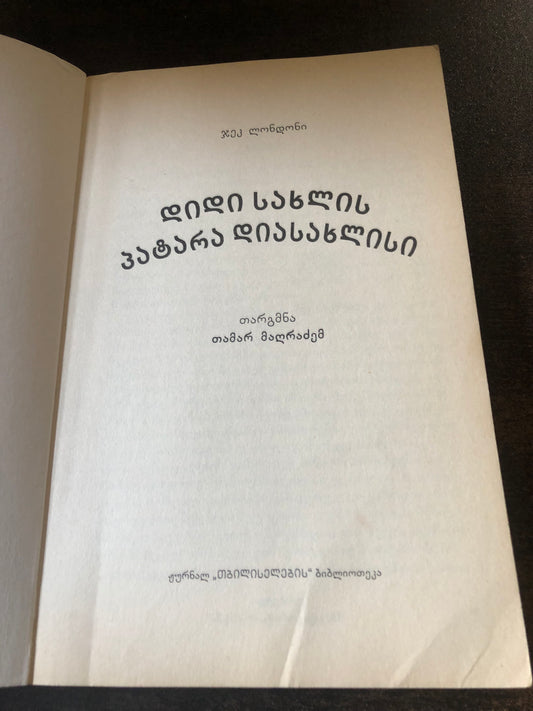 ჯეკ ლონდონი
დიდი სახლის
პატარა დიასახლისი
თარგმნა
თამარ მაღრაძემ
ჟურნალ „თბილისელების“ ბიბლიოთეკა